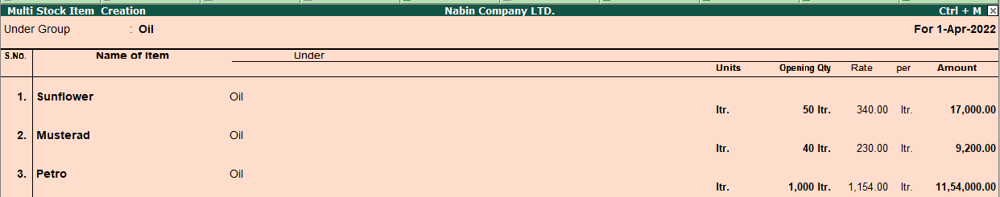 Multi Stock Item Creation Nabin Company LTD. Ctrl + M
Under Group : Oil For 1-Apr-2022
S.No. Name of Item Under
Units Opening Qty Rate per Amount
1. Sunflower Oil
ltr. 50 ltr. 340.00 ltr. 17,000.00
2. Musterad Oil
ltr. 40 ltr. 230.00 ltr. 9,200.00
3. Petro Oil
ltr. 1,000 ltr. 1,154.00 ltr. 11,54,000.00